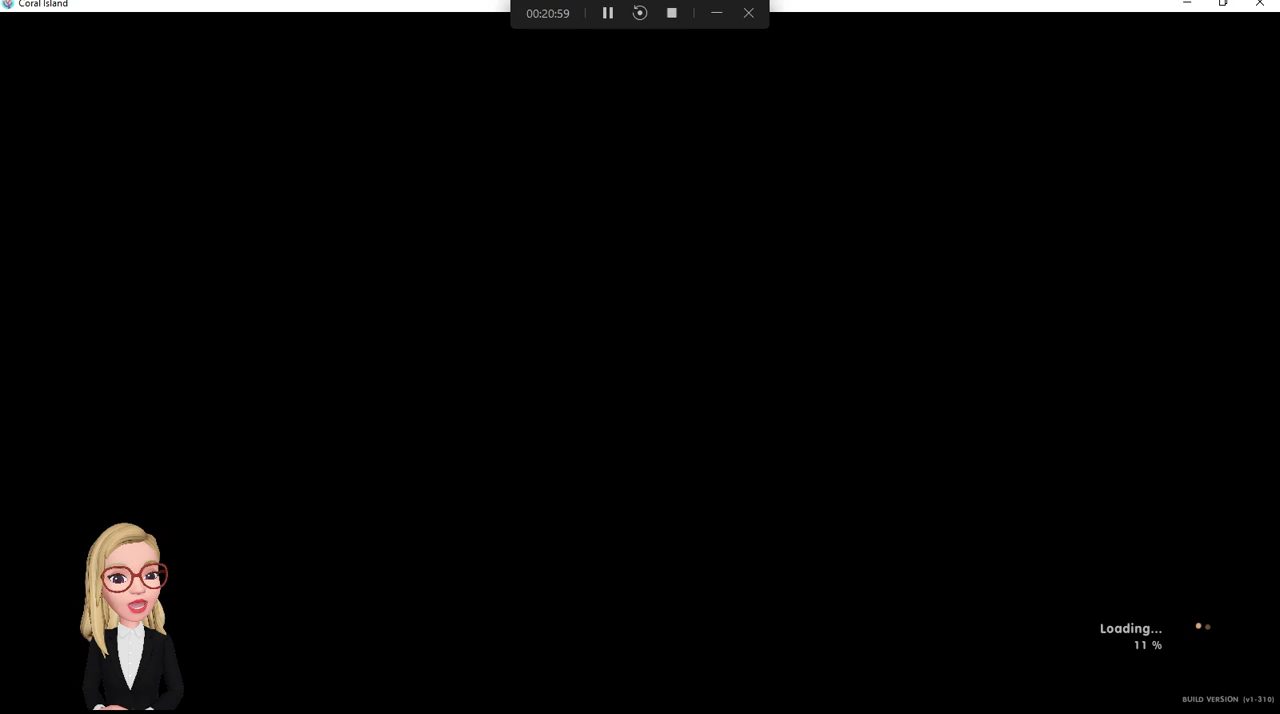 Coral Island
00:20:59
Loading...
11 %
BUILD VERSION (v1-310)